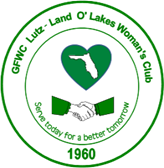 GFWC Lutz - Land O' Lakes Woman's Club
Serve today for a better tomorrow
1960